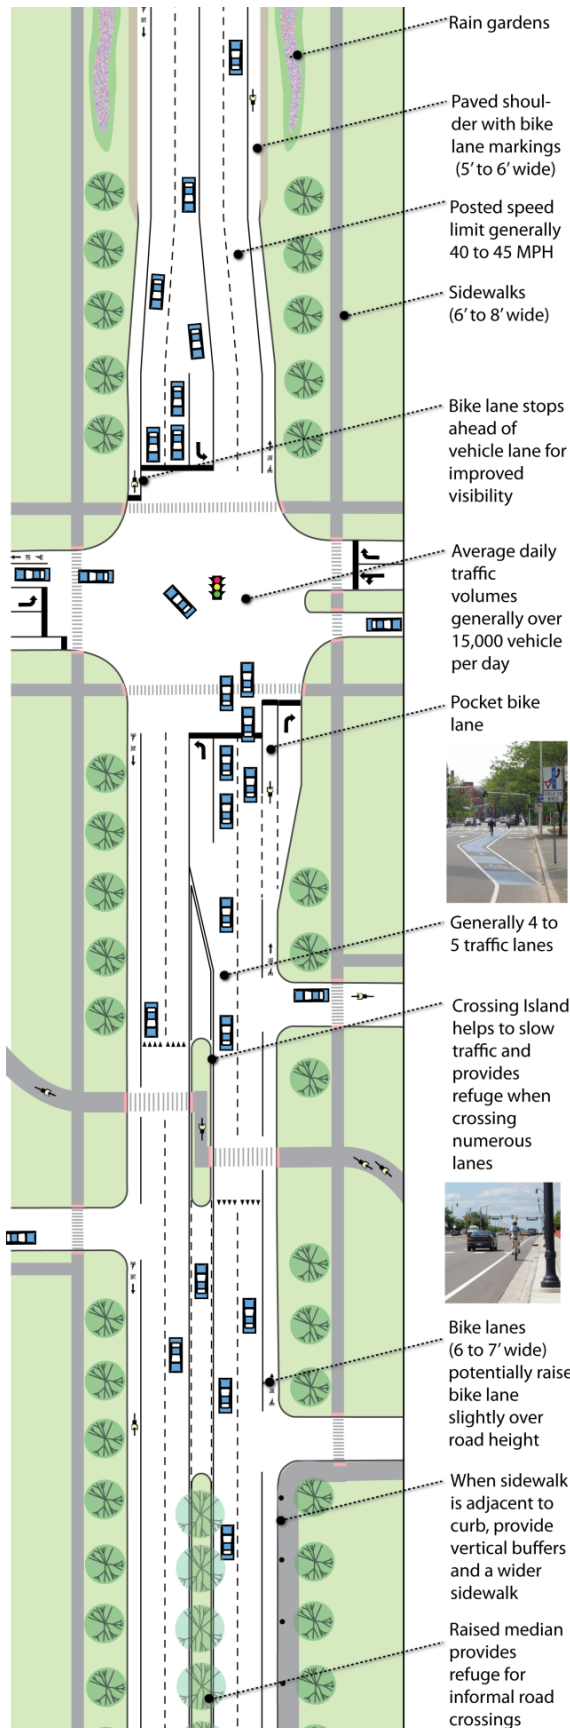 Rain gardens
Paved shoul-
der with bike
lane markings
(5' to 6' wide)
Posted speed
limit generally
40 to 45 MPH
Sidewalks
(6' to 8' wide)
Bike lane stops
ahead of
vehicle lane for
improved
visibility
Average daily
traffic
volumes
generally over
15,000 vehicle
per day
Pocket bike
lane
Generally 4 to
5 traffic lanes
Crossing Island
helps to slow
traffic and
provides
refuge when
crossing
numerous
lanes
Bike lanes
(6 to 7' wide)
potentially raise
bike lane
slightly over
road height
When sidewalk
is adjacent to
curb, provide
vertical buffers
and a wider
sidewalk
Raised median
provides
refuge for
informal road
crossings